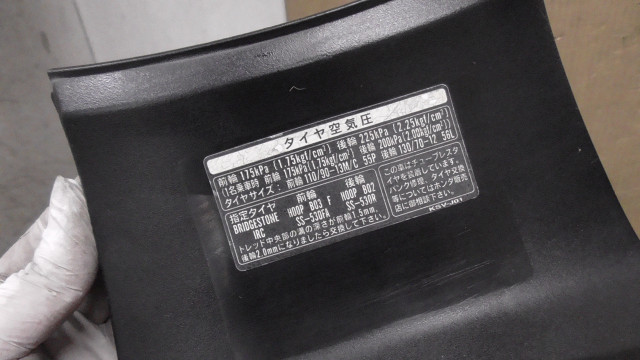 タイヤ空気圧
前輪 175kPa (1.75kgf/cm²) 後輪 225kPa (2.25kgf/cm²)
(1名乗車時 前輪 175kPa (1.75kgf/cm²) 後輪 200kPa (2.00kgf/cm²)
タイヤサイズ: 前輪 110/90-13M/C 55P 後輪 130/70-12 56L
指定タイヤ 前輪 後輪
BRIDGESTONE HOOP B03 F HOOP B02
IRC SS-530FA SS-530R
トレッド中央部の溝の深さが前輪1.5mm、
後輪2.0mmになりましたら交換して下さい。
この車はチューブレスタ
イヤを装着しています。
パンク修理、タイヤ交換
等についてはホンダ販売
店に御相談下さい。
KSV-J01